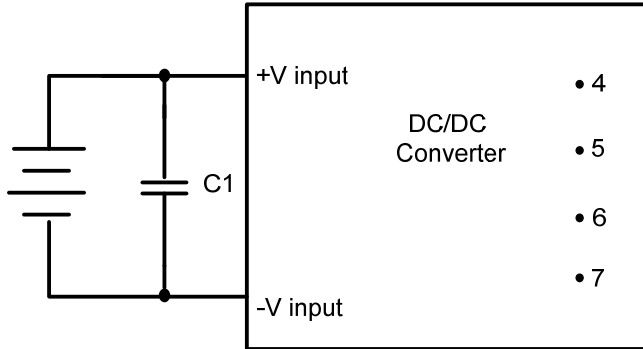 +V input
• 4
DC/DC
Converter
• 5
C1
• 6
• 7
-V input